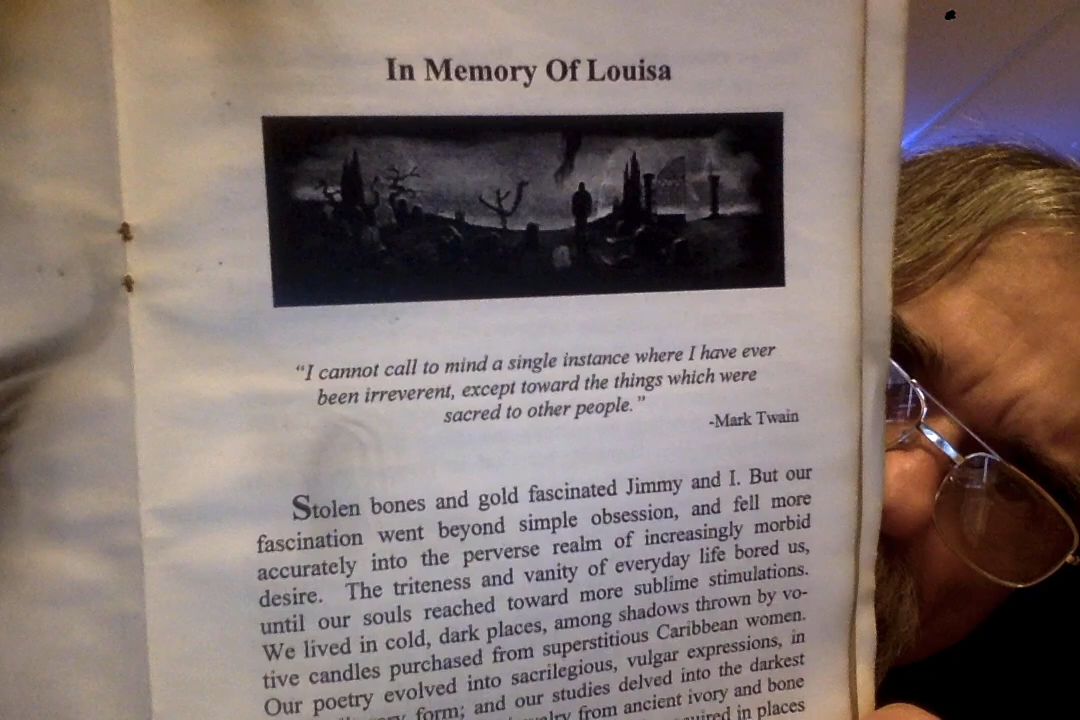 In Memory Of Louisa
“I cannot call to mind a single instance where I have ever
been irreverent, except toward the things which were
sacred to other people.”
-Mark Twain
Stolen bones and gold fascinated Jimmy and I. But our
fascination went beyond simple obsession, and fell more
accurately into the perverse realm of increasingly morbid
desire. The triteness and vanity of everyday life bored us,
until our souls reached toward more sublime stimulations.
We lived in cold, dark places, among shadows thrown by vo-
tive candles purchased from superstitious Caribbean women.
Our poetry evolved into sacrilegious, vulgar expressions, in
form; and our studies delved into the darkest
from ancient ivory and bone
in places